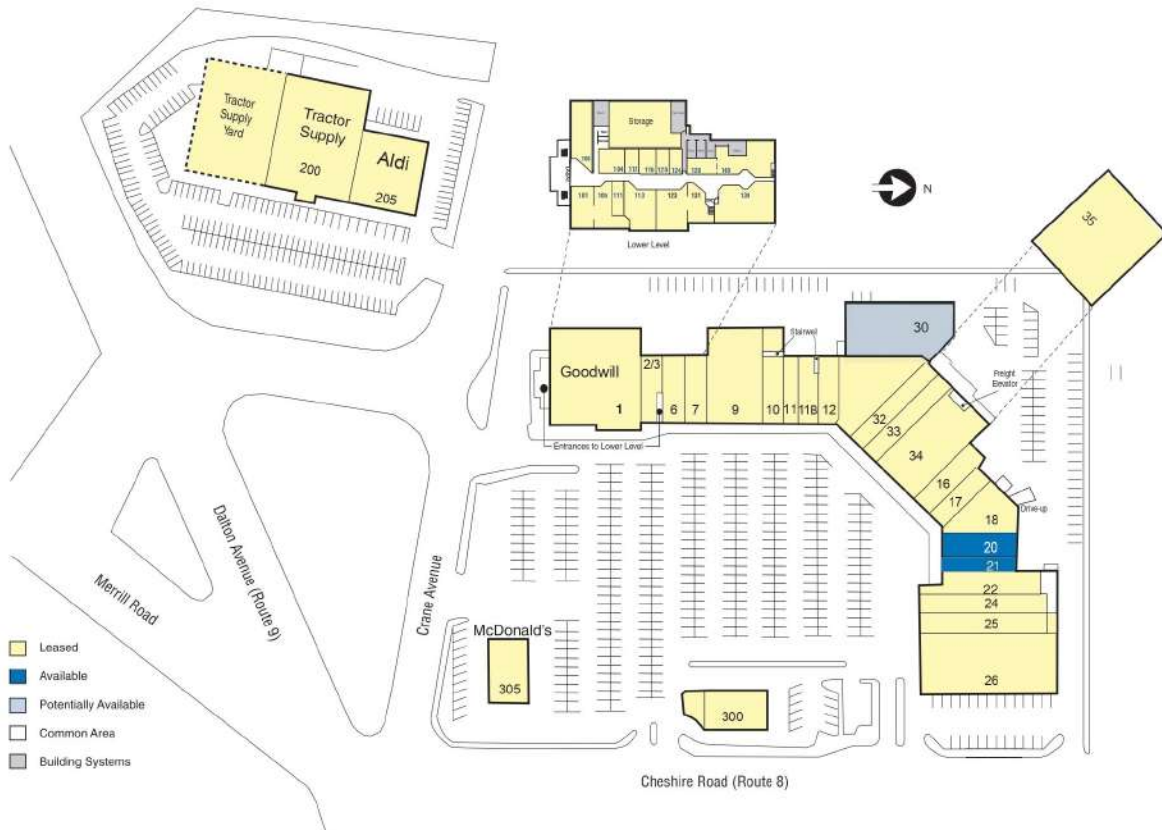 Tractor
Supply
Yard
Tractor
Supply
200
Aldi
205
Storage
Lower Level
N
35
30
Stairwell
Goodwill
1
2/3
6
7
9
10
11
11B
12
Freight
Elevator
32
33
34
16
17
18
Drive-up
Entrances to Lower Level
20
21
22
24
25
26
Dalton Avenue (Route 9)
Merrill Road
Crane Avenue
McDonald's
305
300
Cheshire Road (Route 8)
Leased
Available
Potentially Available
Common Area
Building Systems